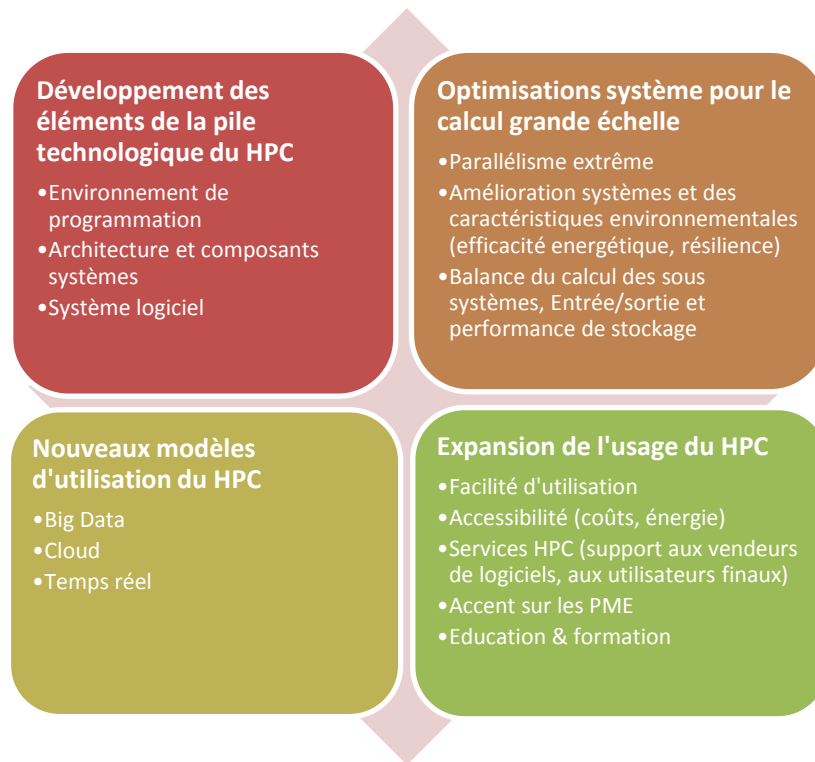 Développement des
éléments de la pile
technologique du HPC
•Environnement de
programmation
•Architecture et composants
systèmes
•Système logiciel
Optimisations système pour le
calcul grande échelle
•Parallélisme extrême
•Amélioration systèmes et des
caractéristiques environnementales
(efficacité energétique, résilience)
•Balance du calcul des sous
systèmes, Entrée/sortie et
performance de stockage
Nouveaux modèles
d'utilisation du HPC
•Big Data
•Cloud
•Temps réel
Expansion de l'usage du HPC
•Facilité d'utilisation
•Accessibilité (coûts, énergie)
•Services HPC (support aux vendeurs
de logiciels, aux utilisateurs finaux)
•Accent sur les PME
•Education & formation